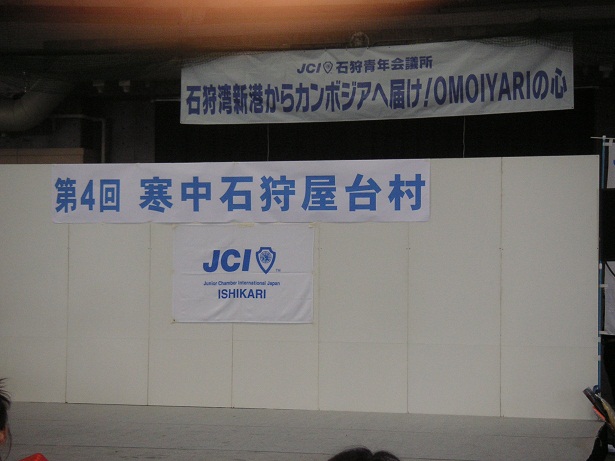 JCI 石狩青年会議所
石狩湾新港からカンボジアへ届け!OMOIYARIの心
第4回 寒中石狩屋台村
JCI
Junior Chamber International Japan
ISHIKARI